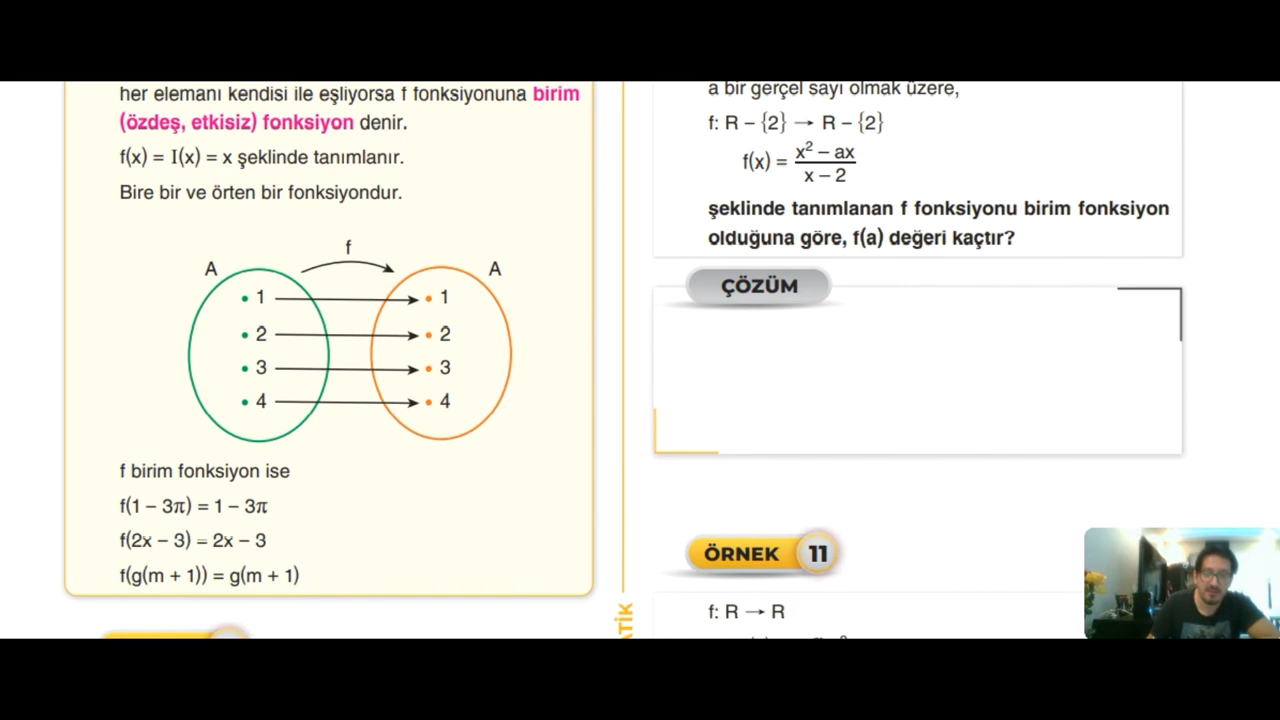 her elemanı kendisi ile eşliyorsa f fonksiyonuna birim
(özdeş, etkisiz) fonksiyon denir.
f(x) = I(x) = x şeklinde tanımlanır.
Bire bir ve örten bir fonksiyondur.
f
A
A
1
1
2
2
3
3
4
4
f birim fonksiyon ise
f(1 – 3π) = 1 – 3π
f(2x – 3) = 2x – 3
f(g(m + 1)) = g(m + 1)
a bir gerçel sayı olmak üzere,
f: R – {2} → R – {2}
f(x) = \frac{x² – ax}{x – 2}
şeklinde tanımlanan f fonksiyonu birim fonksiyon
olduğuna göre, f(a) değeri kaçtır?
ÇÖZÜM
ÖRNEK 11
f: R → R